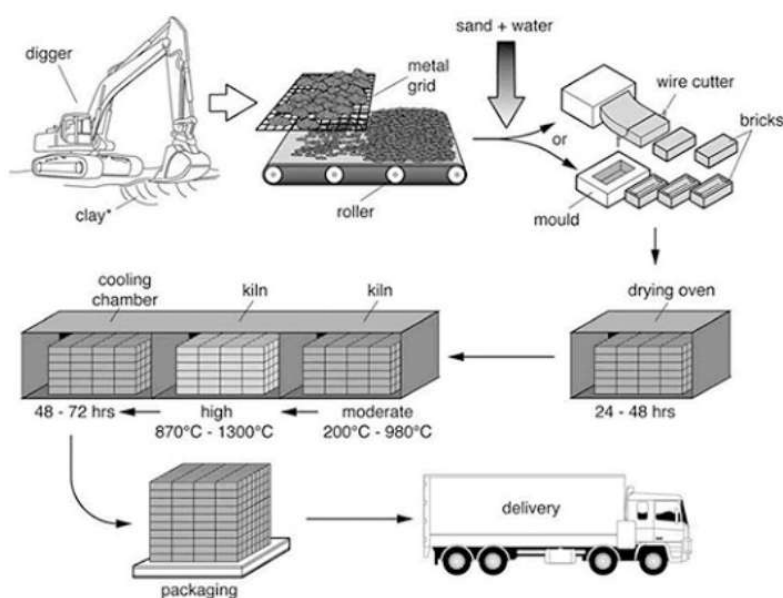 digger
clay*
metal
grid
roller
sand + water
wire cutter
bricks
or
mould
drying oven
24 - 48 hrs
kiln
moderate
200°C - 980°C
kiln
high
870°C - 1300°C
cooling
chamber
48 - 72 hrs
packaging
delivery